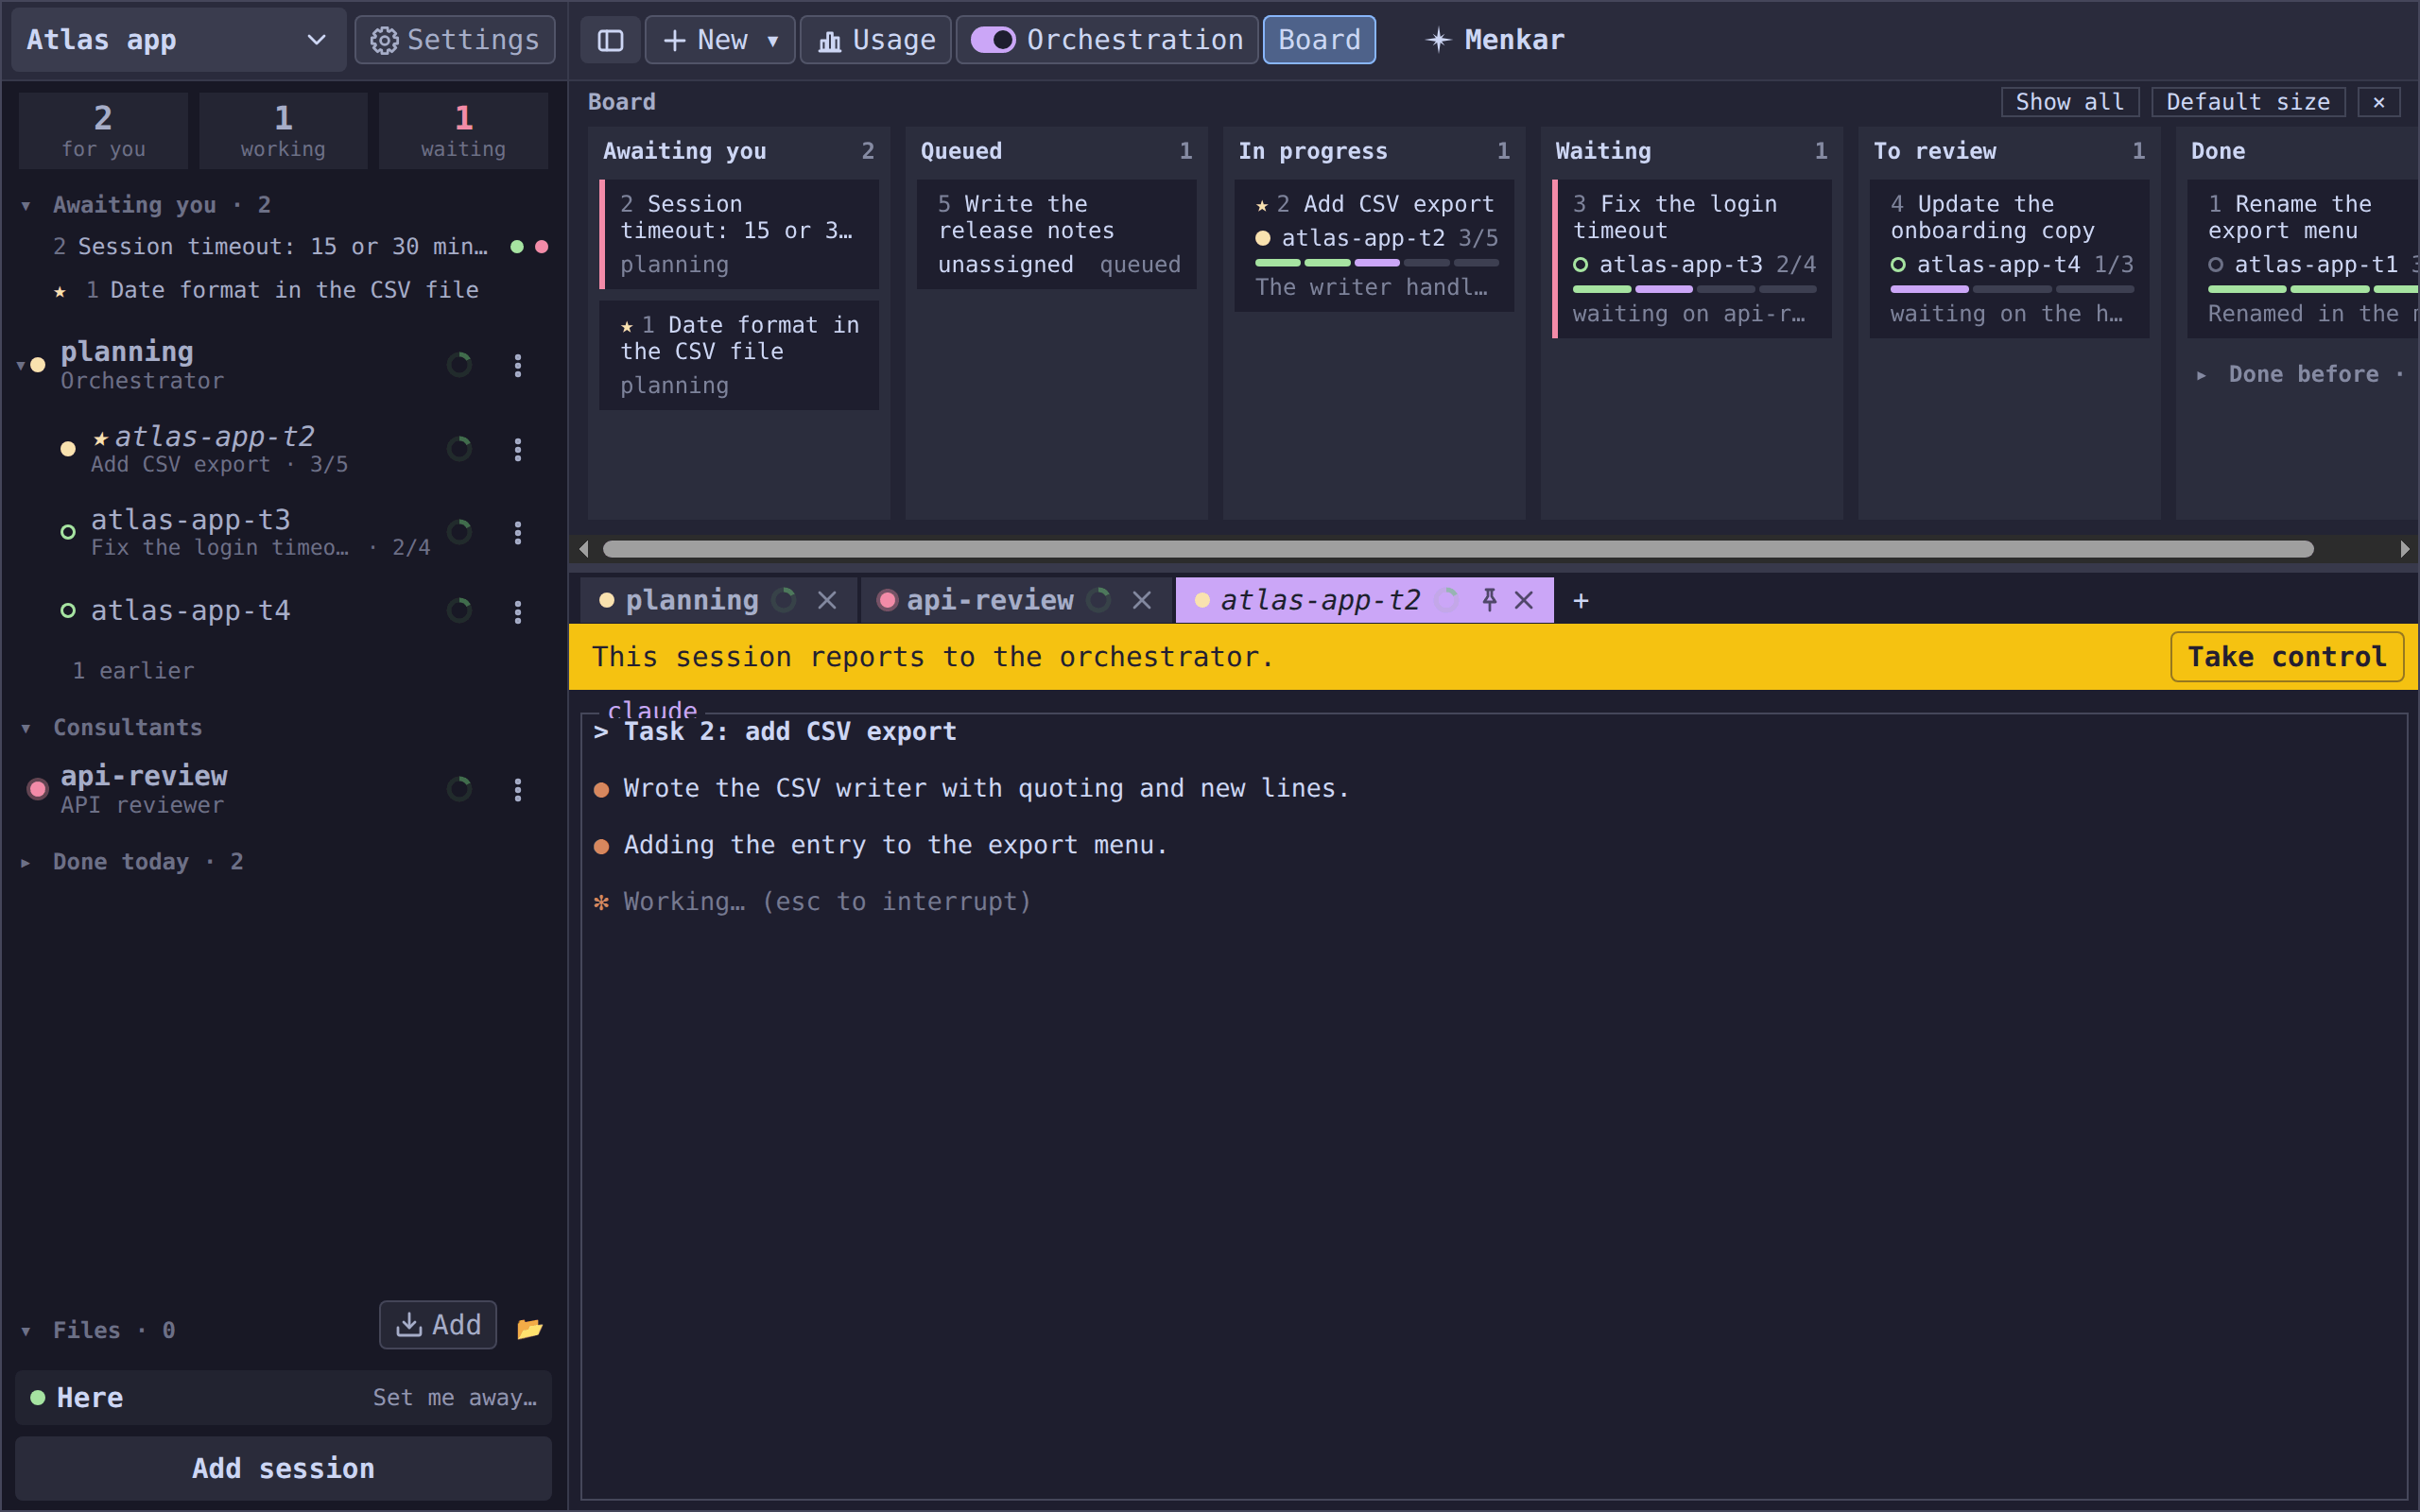 Atlas app
Settings
New
Usage
Orchestration
Board
Menkar
2
for you
1
working
1
waiting
Awaiting you · 2
2 Session timeout: 15 or 30 min…
★ 1 Date format in the CSV file
planning
Orchestrator
★ atlas-app-t2
Add CSV export · 3/5
atlas-app-t3
Fix the login timeo… · 2/4
atlas-app-t4
1 earlier
Consultants
api-review
API reviewer
Done today · 2
Files · 0
Add
Here
Set me away…
Add session
Board
Show all
Default size
×
Awaiting you 2
2 Session
timeout: 15 or 3…
planning
★ 1 Date format in
the CSV file
planning
Queued 1
5 Write the
release notes
unassigned queued
In progress 1
★ 2 Add CSV export
atlas-app-t2 3/5
The writer handl…
Waiting 1
3 Fix the login
timeout
atlas-app-t3 2/4
waiting on api-r…
To review 1
4 Update the
onboarding copy
atlas-app-t4 1/3
waiting on the h…
Done
1 Rename the
export menu
atlas-app-t1
Renamed in the
Done before ·
planning
api-review
atlas-app-t2
+
This session reports to the orchestrator.
Take control
claude
> Task 2: add CSV export
● Wrote the CSV writer with quoting and new lines.
● Adding the entry to the export menu.
✻ Working… (esc to interrupt)